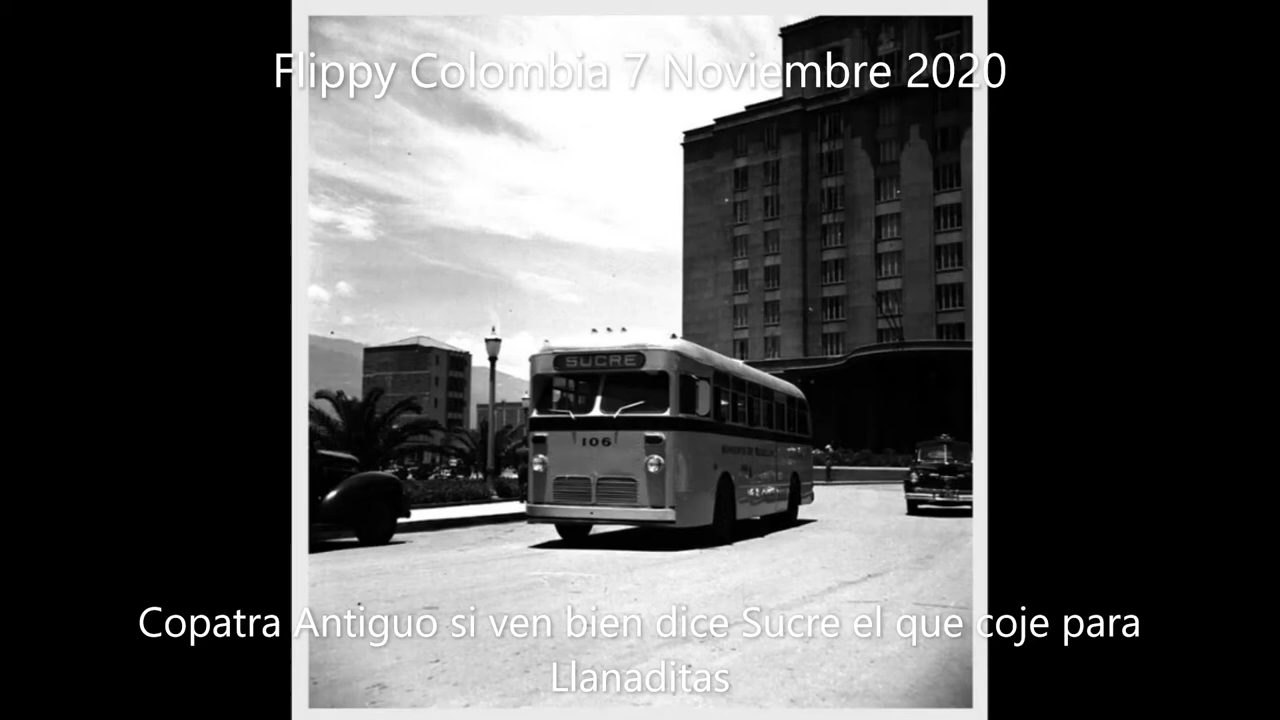 Flippy Colombia 7 Noviembre 2020
SUCRE
106
Copatra Antiguo si ven bien dice Sucre el que coje para
Llanaditas